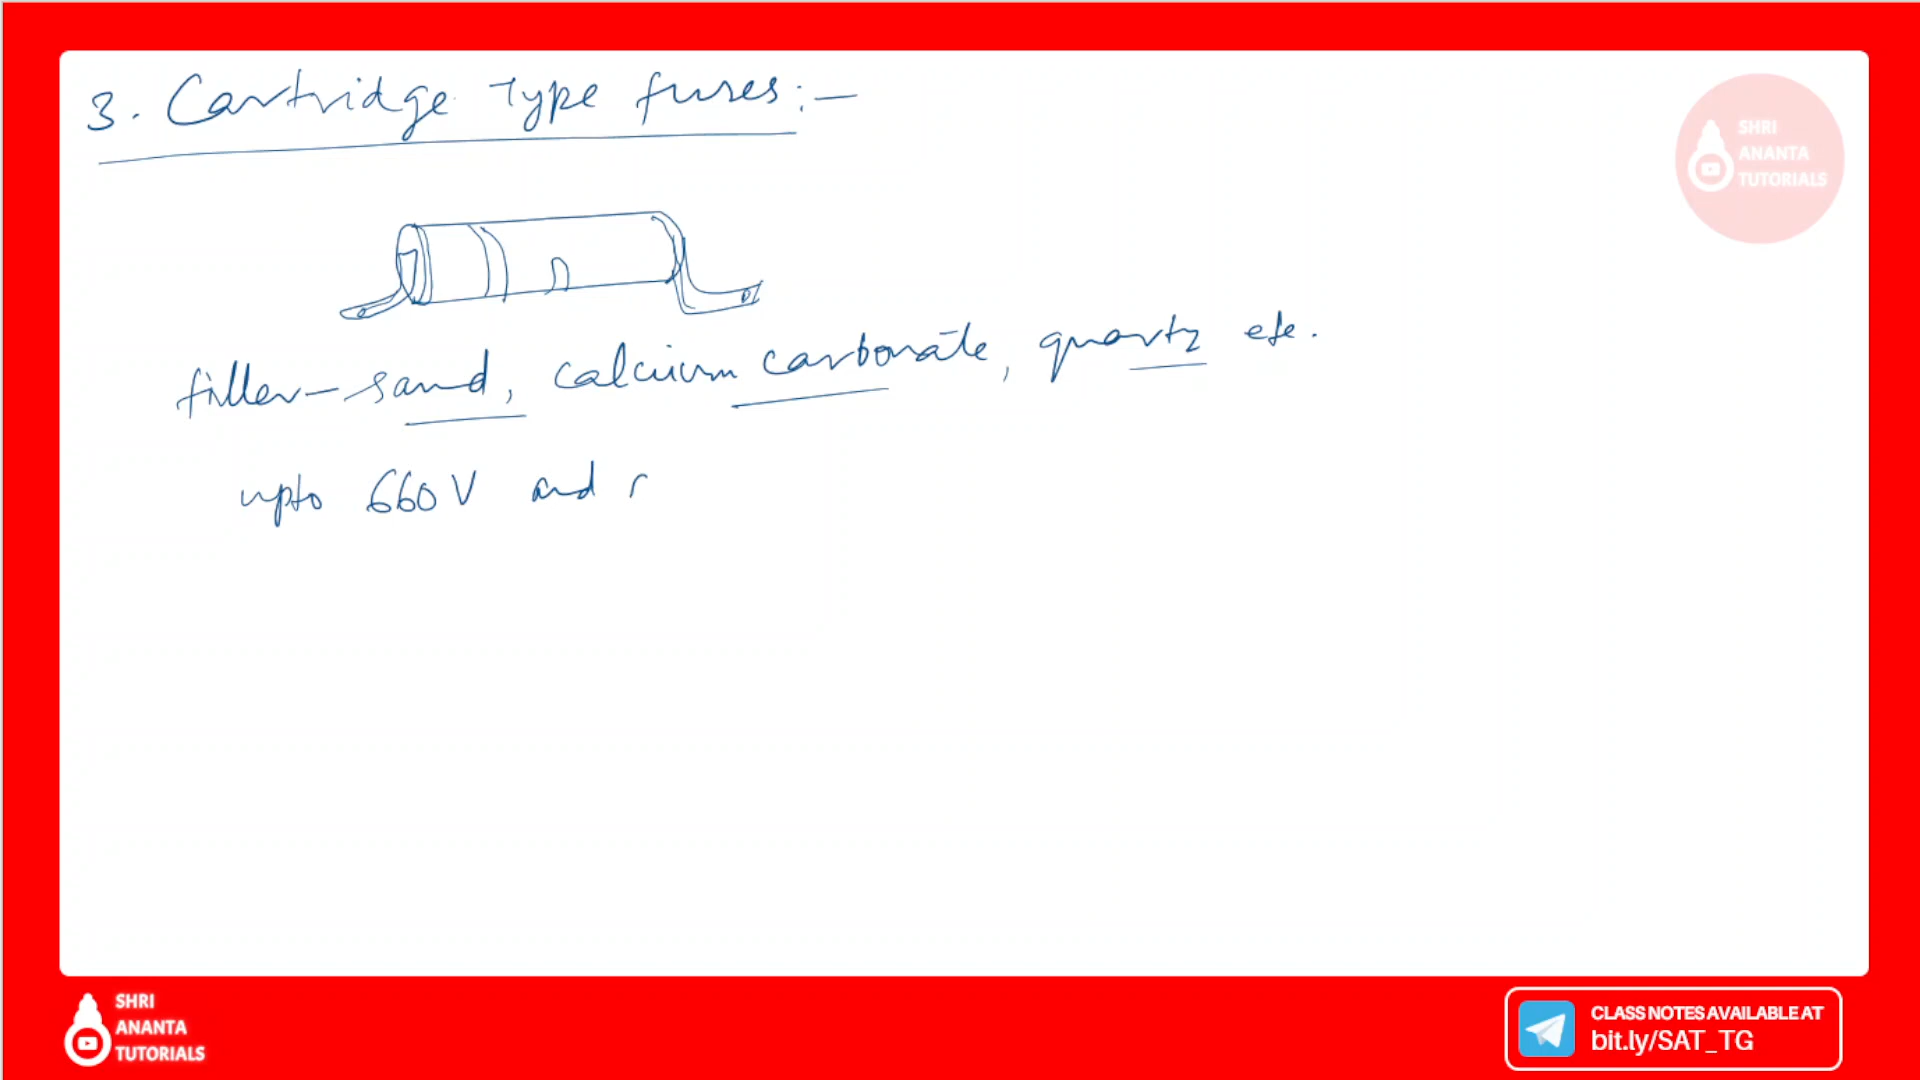 3. Cartridge Type fuses:-
SHRI
ANANTA
TUTORIALS
filler - sand, calcium carbonate, quartz etc.
upto 660V and
SHRI
ANANTA
TUTORIALS
CLASS NOTES AVAILABLE AT
bit.ly/SAT_TG